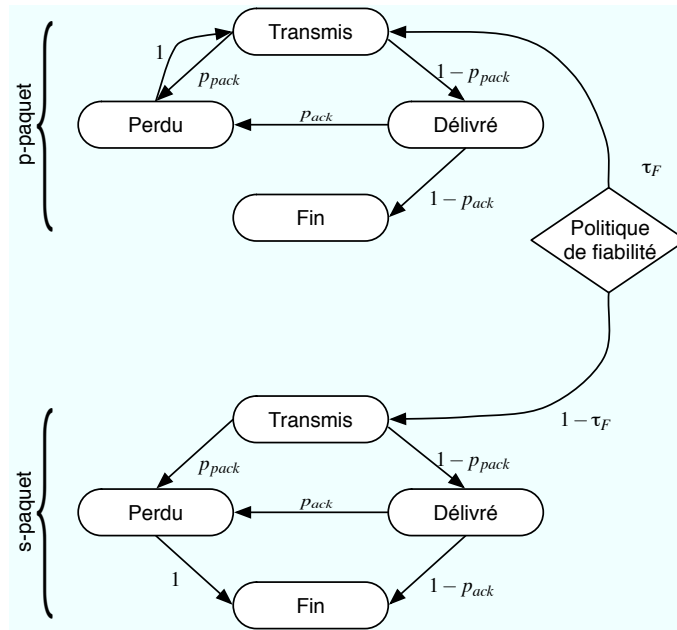 p-paquet
Transmis
1
p_pack
1 − p_pack
Perdu
p_ack
Délivré
1 − p_ack
Fin
τ_F
Politique
de fiabilité
1 − τ_F
s-paquet
Transmis
p_pack
1 − p_pack
Perdu
p_ack
Délivré
1
1 − p_ack
Fin